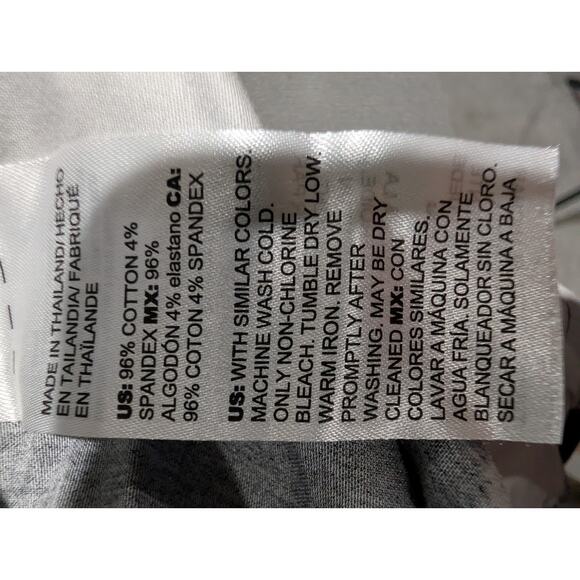 MADE IN THAILAND/ HECHO
EN TAILANDIA/ FABRIQUÉ
EN THAÏLANDE
US: 96% COTTON 4%
SPANDEX MX: 96%
ALGODÓN 4% elastano CA:
96% COTON 4% SPANDEX
US: WITH SIMILAR COLORS.
MACHINE WASH COLD.
ONLY NON-CHLORINE
BLEACH. TUMBLE DRY LOW.
WARM IRON. REMOVE
PROMPTLY AFTER
WASHING. MAY BE DRY
CLEANED MX: CON
COLORES SIMILARES.
LAVAR A MÁQUINA CON
AGUA FRÍA. SOLAMENTE
BLANQUEADOR SIN CLORO.
SECAR A MÁQUINA A BAJA